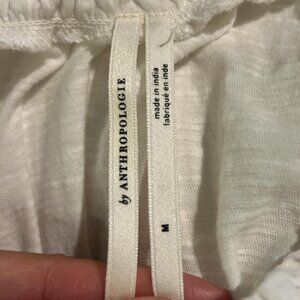 by ANTHROPOLOGIE
made in india
fabriqué en inde
M